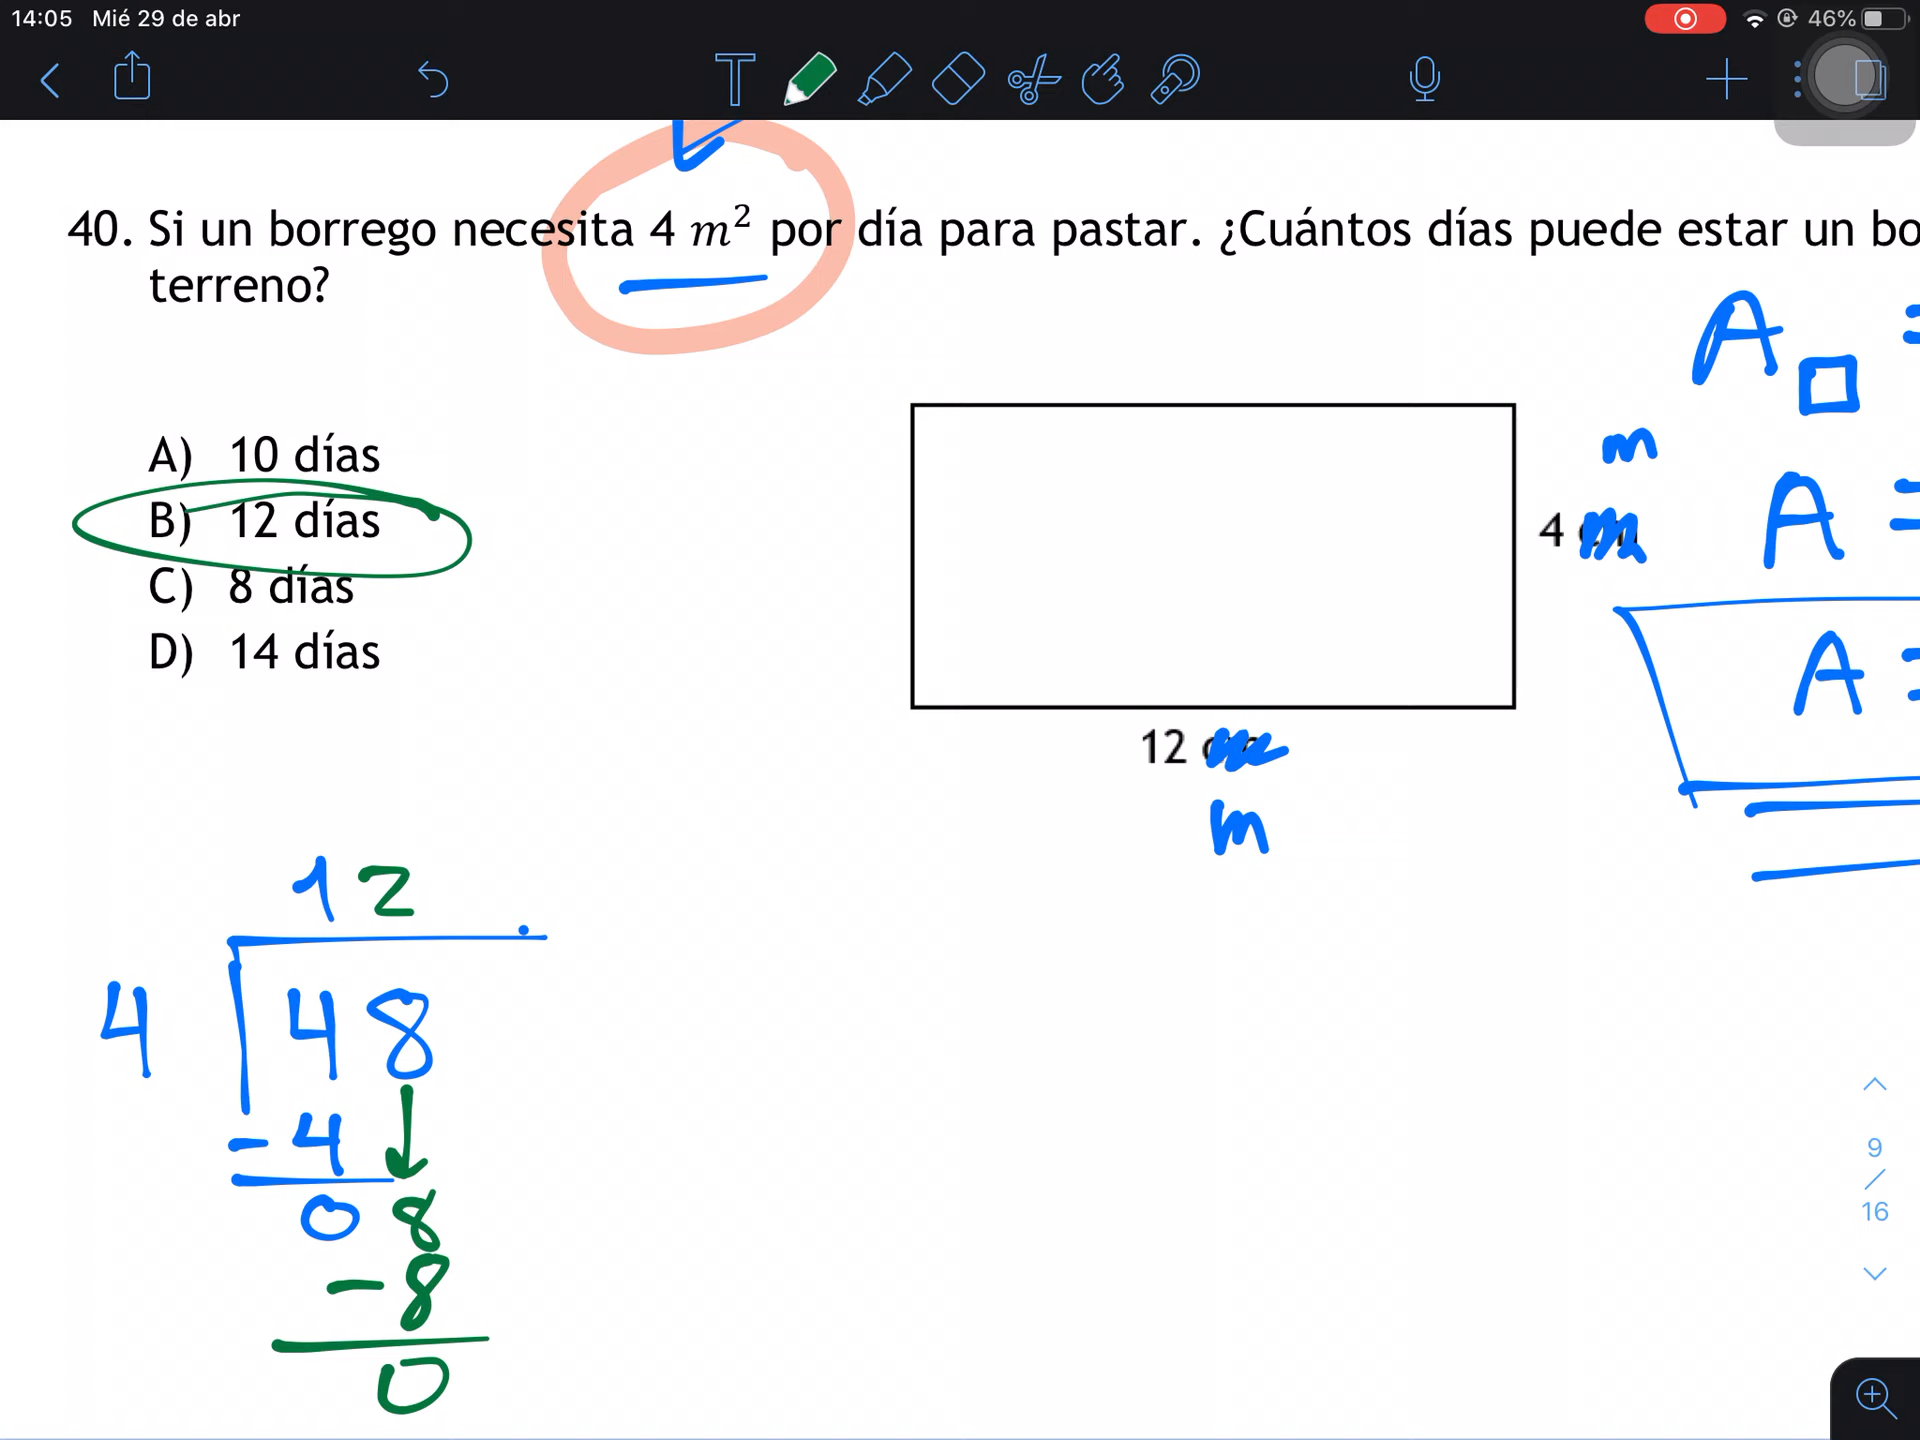 14:05 Mié 29 de abr
46%
40. Si un borrego necesita 4 m² por día para pastar. ¿Cuántos días puede estar un bo
terreno?
A) 10 días
B) 12 días
C) 8 días
D) 14 días
4
m
m
12
m
A□ =
A =
A =
12
4 48
-4
08
-8
0
9
/
16